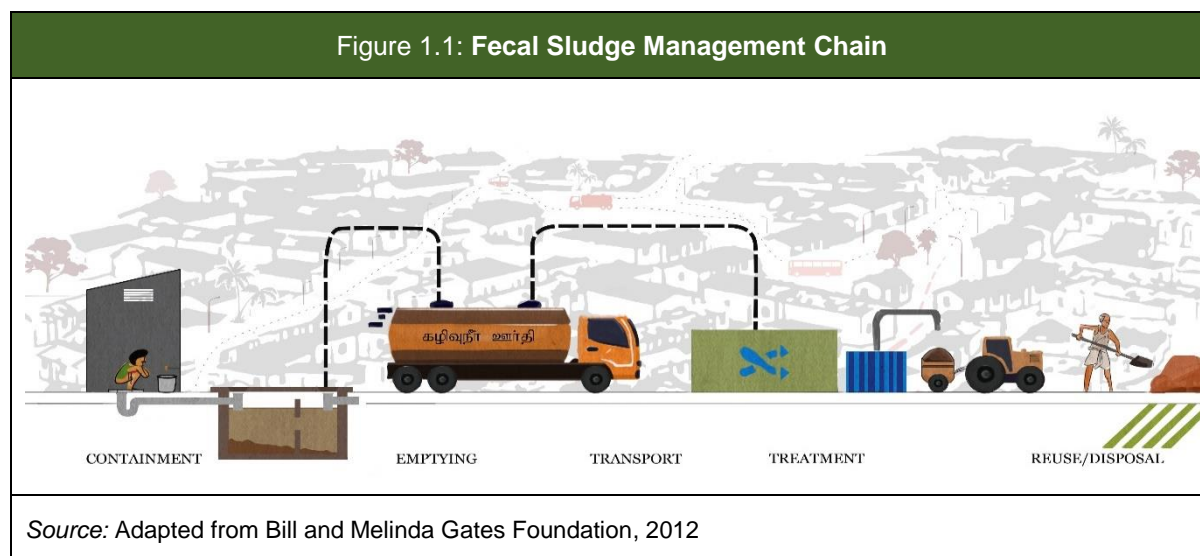 Figure 1.1: Fecal Sludge Management Chain
கழிவுநீர் ஊர்தி
CONTAINMENT
EMPTYING
TRANSPORT
TREATMENT
REUSE/DISPOSAL
Source: Adapted from Bill and Melinda Gates Foundation, 2012